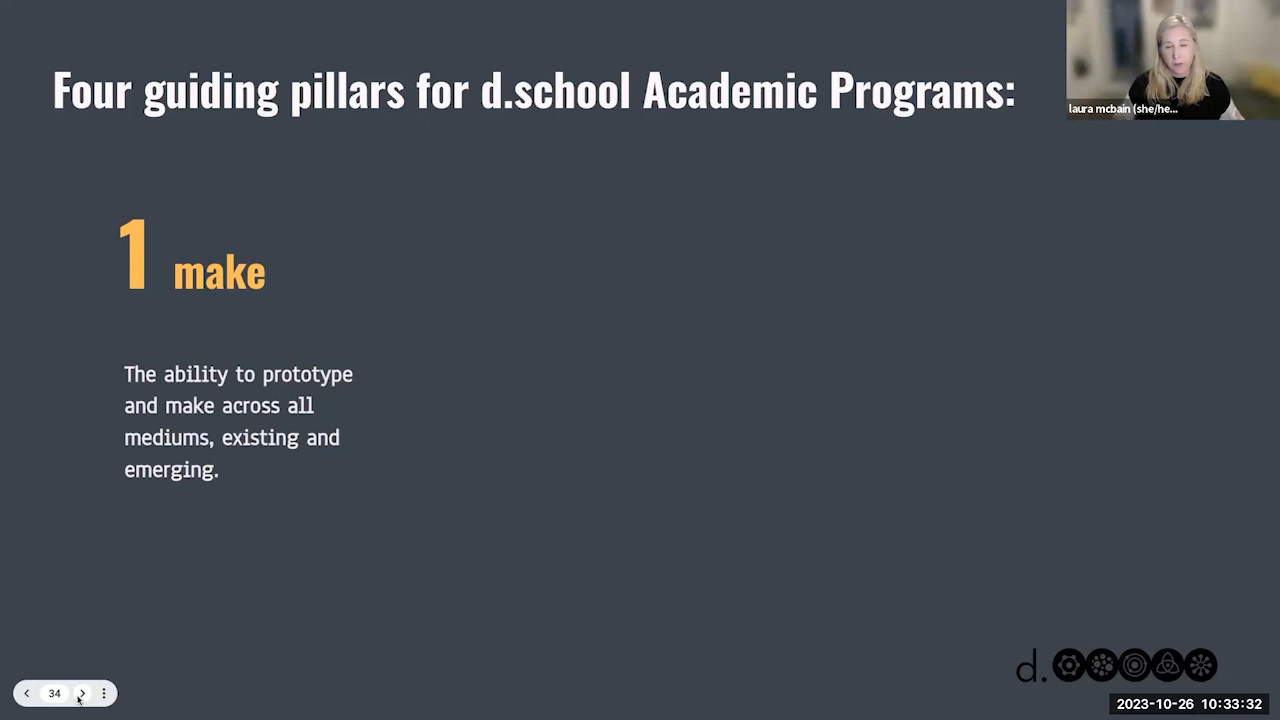 Four guiding pillars for d.school Academic Programs:
laura mcbain (she/he...
1 make
The ability to prototype
and make across all
mediums, existing and
emerging.
d.
34
2023-10-26 10:33:32